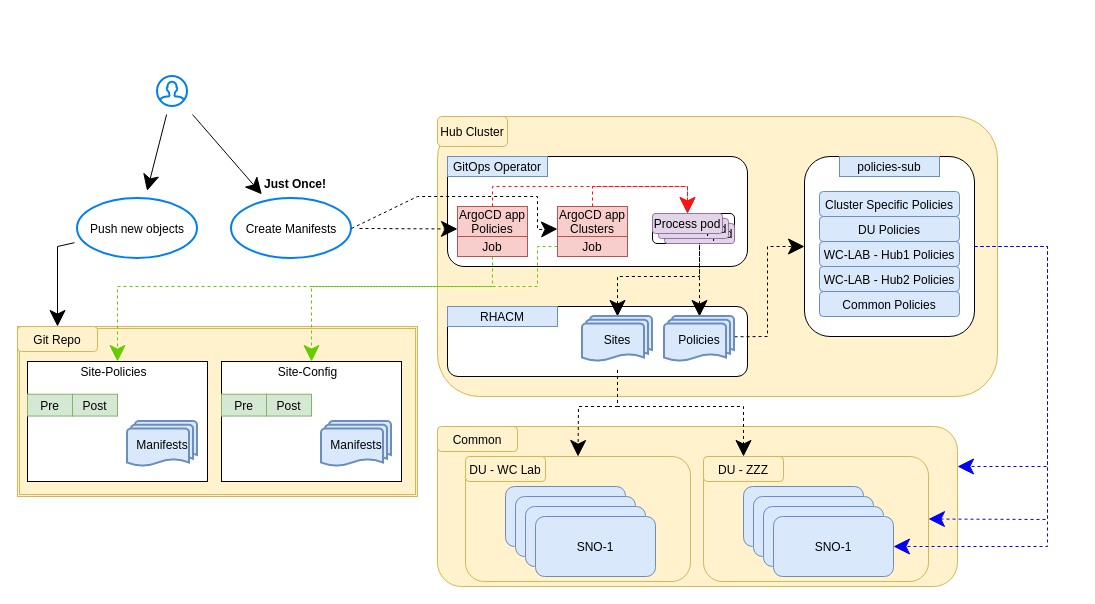 Just Once!
Push new objects
Create Manifests
Hub Cluster
GitOps Operator
ArgoCD app
Policies
Job
ArgoCD app
Clusters
Job
Process pod
policies-sub
Cluster Specific Policies
DU Policies
WC-LAB - Hub1 Policies
WC-LAB - Hub2 Policies
Common Policies
RHACM
Sites
Policies
Git Repo
Site-Policies
Pre
Post
Manifests
Site-Config
Pre
Post
Manifests
Common
DU - WC Lab
SNO-1
DU - ZZZ
SNO-1